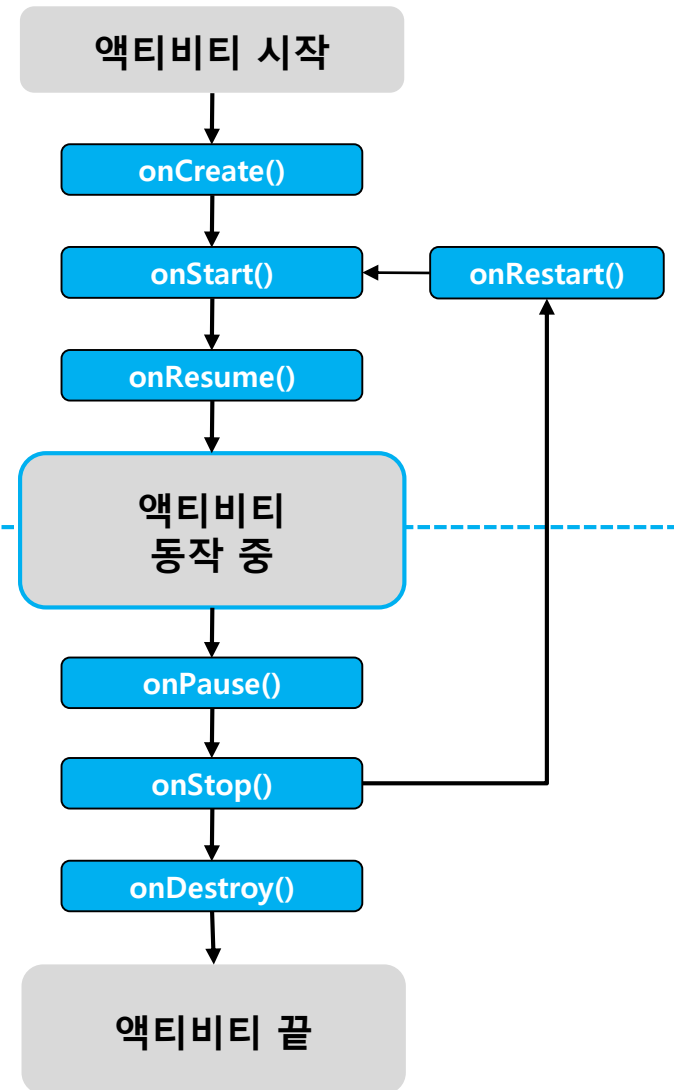 액티비티 시작
onCreate()
onStart()
onRestart()
onResume()
액티비티
동작 중
onPause()
onStop()
onDestroy()
액티비티 끝